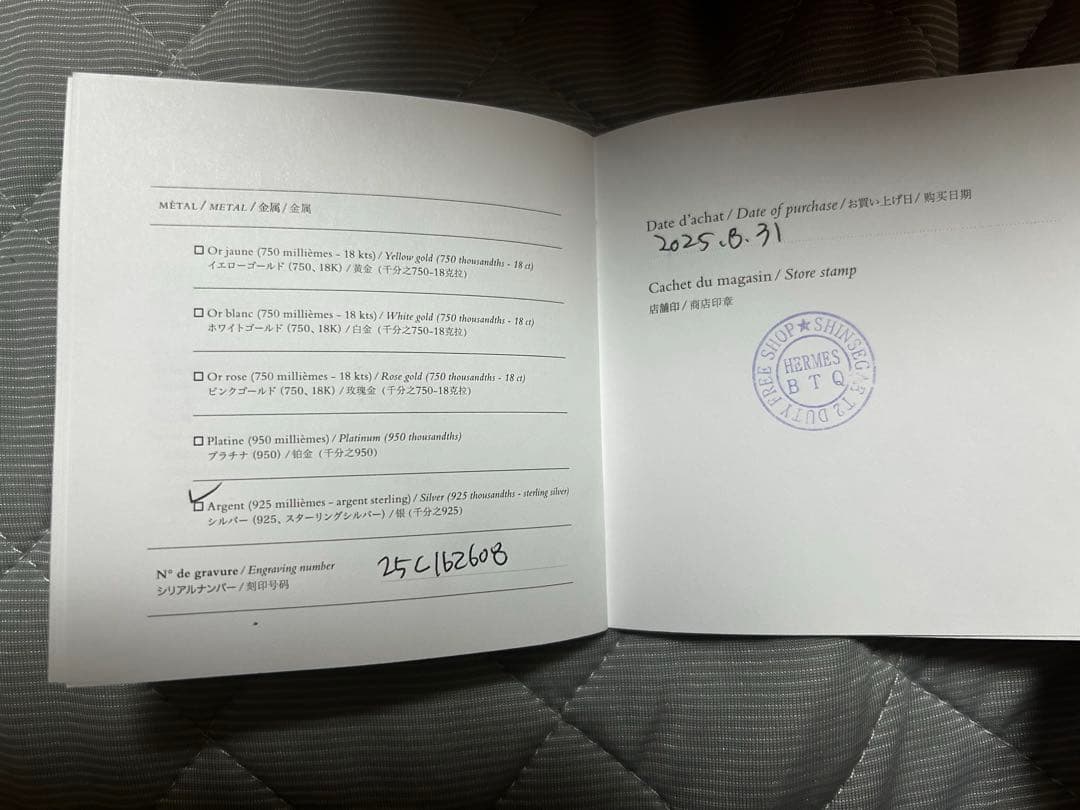 MÉTAL / METAL / 金属 / 金属
Or jaune (750 millièmes – 18 kts) / Yellow gold (750 thousandths - 18 ct)
イエローゴールド (750、18K) / 黄金（千分之750-18克拉）
Or blanc (750 millièmes – 18 kts) / White gold (750 thousandths - 18 ct)
ホワイトゴールド (750、18K) / 白金（千分之750-18克拉）
Or rose (750 millièmes – 18 kts) / Rose gold (750 thousandths - 18 ct)
ピンクゴールド (750、18K) / 玫瑰金（千分之750-18克拉）
Platine (950 millièmes) / Platinum (950 thousandths)
プラチナ (950) / 铂金（千分之950）
Argent (925 millièmes – argent sterling) / Silver (925 thousandths - sterling silver)
シルバー (925、スターリングシルバー) / 银 (千分之925)
N° de gravure / Engraving number
25C162608
シリアルナンバー / 刻印号码
Date d'achat / Date of purchase / お買い上げ日 / 购买日期
2025.8.31
Cachet du magasin / Store stamp
店舗印 / 商店印章
DUTY FREE SHOP★SHINSEG T2
HERMES
BTQ